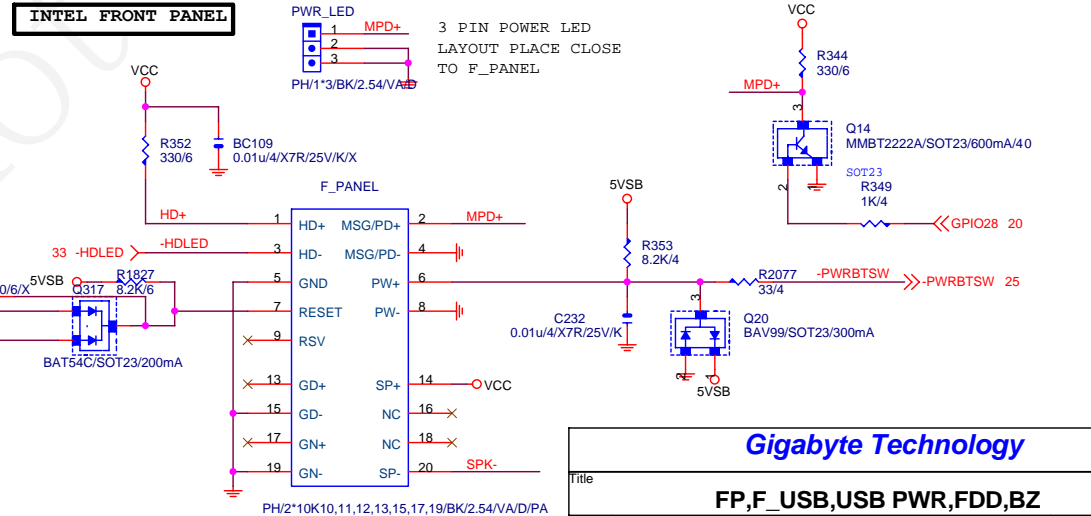 INTEL FRONT PANEL
PWR_LED
1
MPD+
2
3
PH/1*3/BK/2.54/VA/D
3 PIN POWER LED
LAYOUT PLACE CLOSE
TO F_PANEL
VCC
R344
330/6
MPD+
3
Q14
MMBT2222A/SOT23/600mA/40
SOT23
2
1
R349
1K/4
GPIO28 20
VCC
R352
330/6
BC109
0.01u/4/X7R/25V/K/X
F_PANEL
HD+
1
HD+
MSG/PD+
2
MPD+
33 -HDLED
-HDLED
3
HD-
MSG/PD-
4
5
GND
PW+
6
7
RESET
PW-
8
9
RSV
13
GD+
SP+
14
VCC
15
GD-
NC
16
17
GN+
NC
18
19
GN-
SP-
20
SPK-
PH/2*10K10,11,12,13,15,17,19/BK/2.54/VA/D/PA
5VSB
R1827
8.2K/6
0/6/X
Q317
BAT54C/SOT23/200mA
5VSB
R353
8.2K/4
C232
0.01u/4/X7R/25V/K
R2077
33/4
-PWRBTSW
-PWRBTSW 25
3
Q20
BAV99/SOT23/300mA
2
1
5VSB
Gigabyte Technology
Title
FP,F_USB,USB PWR,FDD,BZ